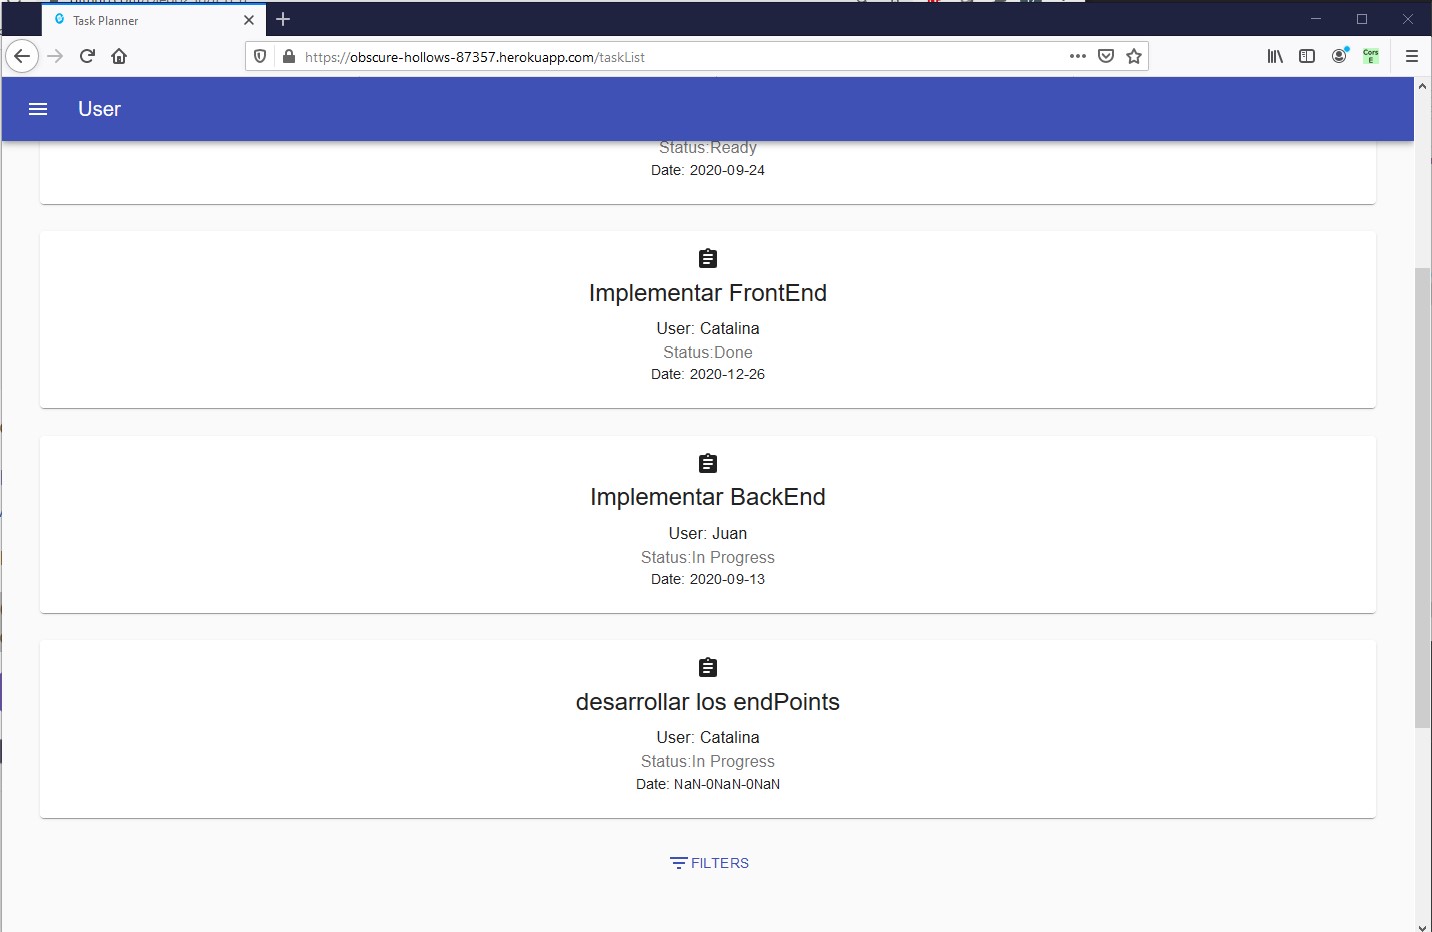 Task Planner
https://obscure-hollows-87357.herokuapp.com/taskList
Cors
E
User
Status:Ready
Date: 2020-09-24
Implementar FrontEnd
User: Catalina
Status:Done
Date: 2020-12-26
Implementar BackEnd
User: Juan
Status:In Progress
Date: 2020-09-13
desarrollar los endPoints
User: Catalina
Status:In Progress
Date: NaN-0NaN-0NaN
FILTERS